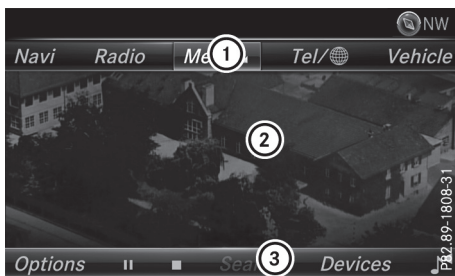 NW
Navi Radio Tel/ Vehicle
1
2
3
Options Devices
P82.89-1808-31